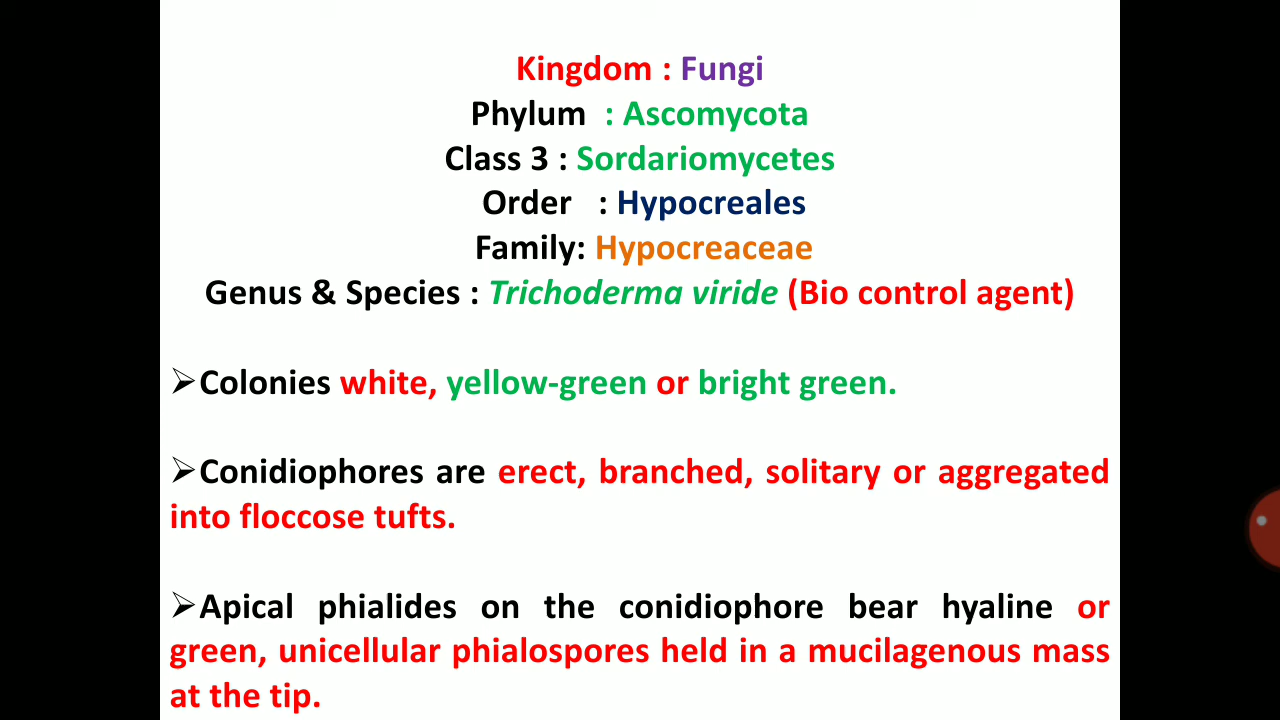 Kingdom : Fungi
Phylum : Ascomycota
Class 3 : Sordariomycetes
Order : Hypocreales
Family: Hypocreaceae
Genus & Species : Trichoderma viride (Bio control agent)
➢Colonies white, yellow-green or bright green.
➢Conidiophores are erect, branched, solitary or aggregated
into floccose tufts.
➢Apical phialides on the conidiophore bear hyaline or
green, unicellular phialospores held in a mucilagenous mass
at the tip.